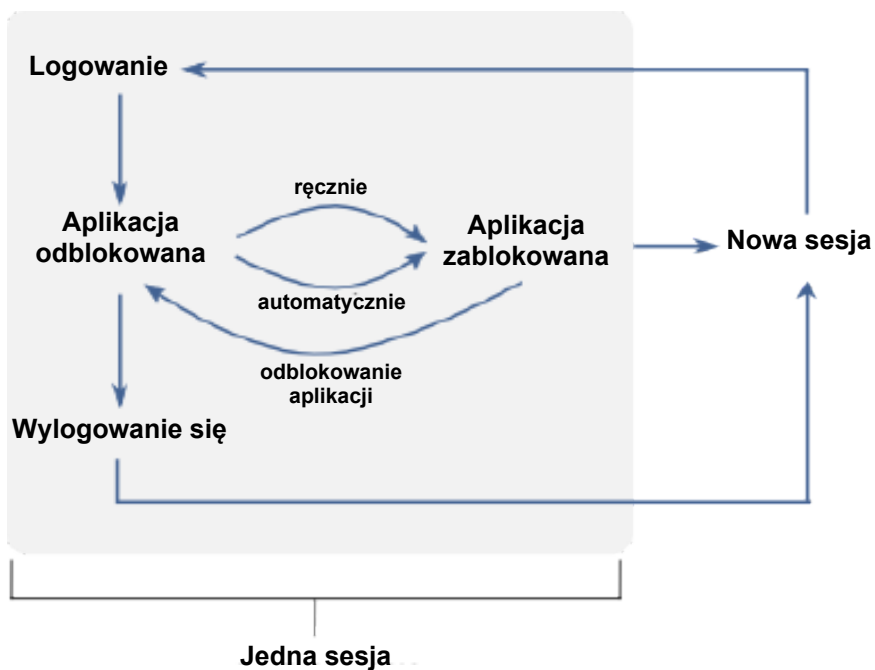 Logowanie
ręcznie
Aplikacja
odblokowana
Aplikacja
zablokowana
Nowa sesja
automatycznie
odblokowanie
aplikacji
Wylogowanie się
Jedna sesja